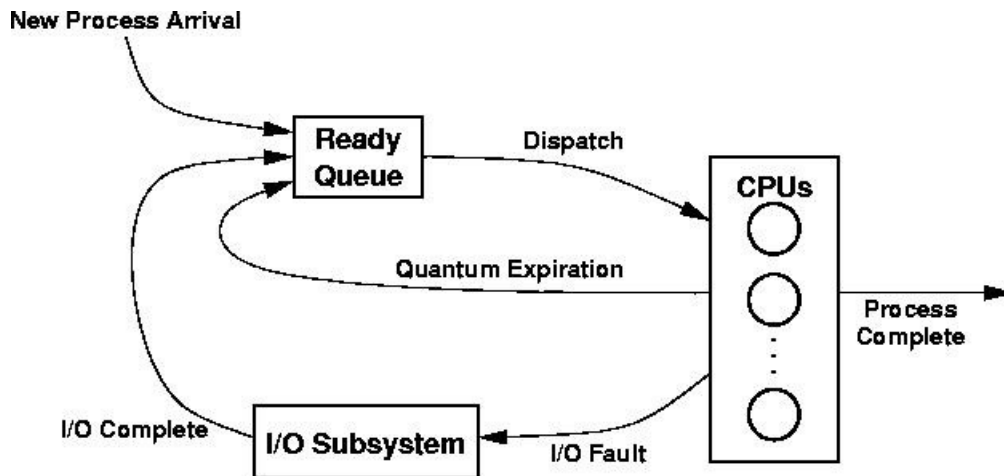 New Process Arrival
Ready
Queue
Dispatch
CPUs
Quantum Expiration
Process
Complete
I/O Complete
I/O Subsystem
I/O Fault